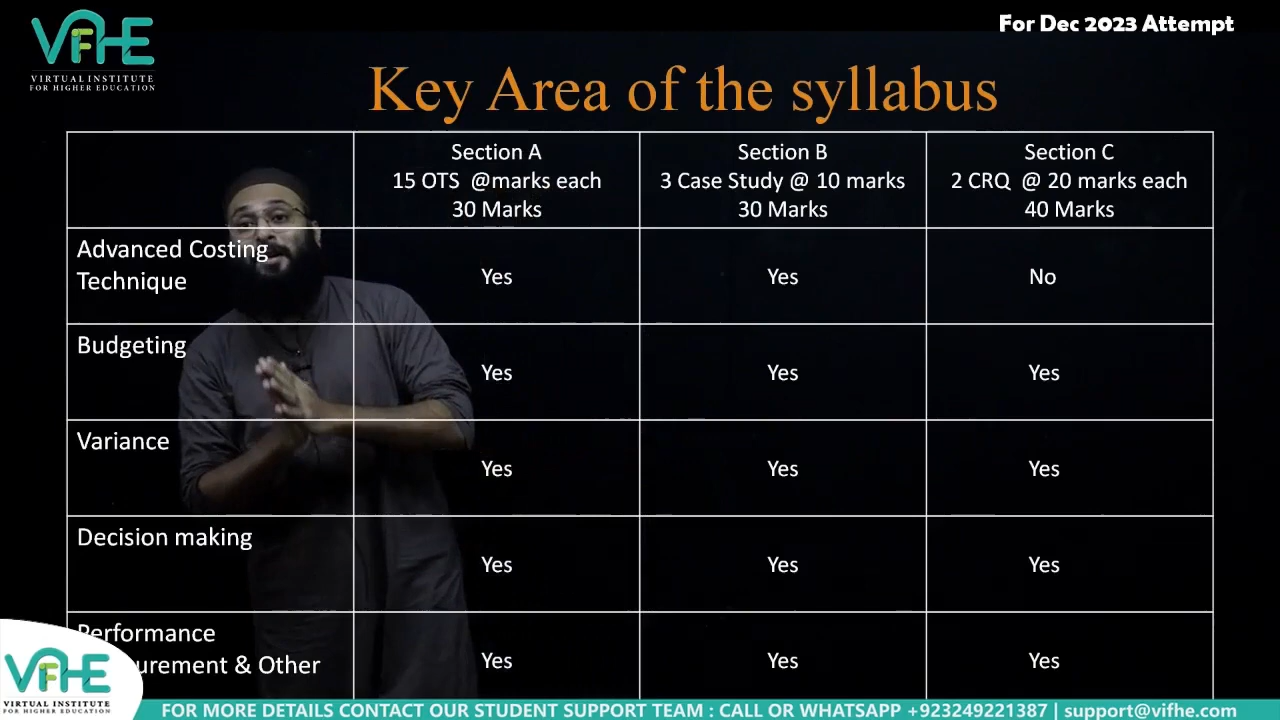 VIFHE
VIRTUAL INSTITUTE
FOR HIGHER EDUCATION
For Dec 2023 Attempt
Key Area of the syllabus
Section A
15 OTS @marks each
30 Marks
Section B
3 Case Study @ 10 marks
30 Marks
Section C
2 CRQ @ 20 marks each
40 Marks
Advanced Costing
Technique
Yes
Yes
No
Budgeting
Yes
Yes
Yes
Variance
Yes
Yes
Yes
Decision making
Yes
Yes
Yes
Performance
urement & Other
Yes
Yes
Yes
VIFHE
VIRTUAL INSTITUTE
FOR HIGHER EDUCATION
FOR MORE DETAILS CONTACT OUR STUDENT SUPPORT TEAM : CALL OR WHATSAPP +923249221387 | support@vifhe.com